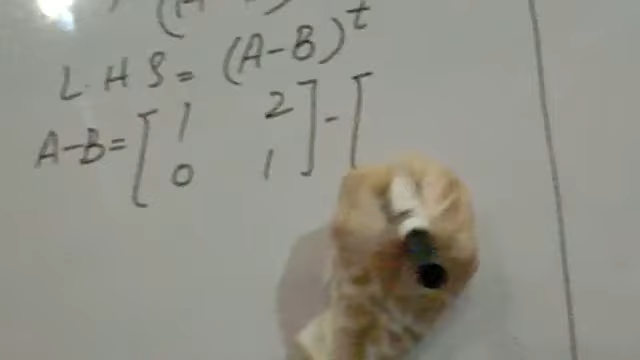 L.H S = (A-B)^t
A-B = [ 1 2 ] - [
0 1